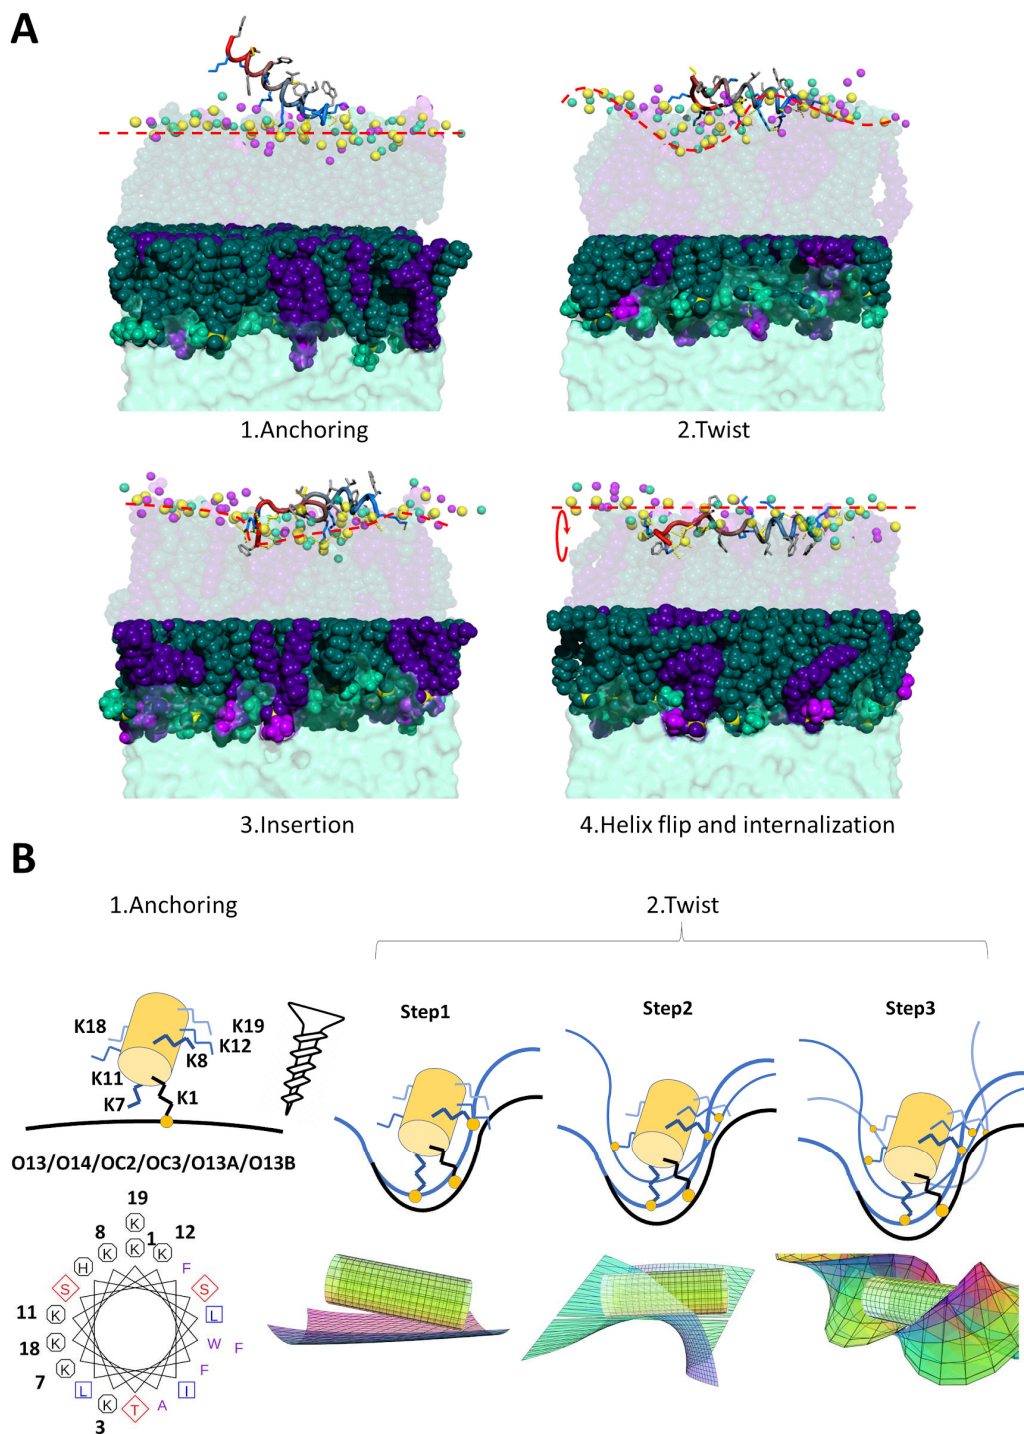 A
1.Anchoring
2.Twist
3.Insertion
4.Helix flip and internalization
B
1.Anchoring
2.Twist
Step1
Step2
Step3
K18
K19
K12
K8
K11
K1
K7
O13/O14/OC2/OC3/O13A/O13B
19
K
8
1
12
K
K
K
H
F
S
S
11
K
L
18
K
W
F
7
K
F
L
I
K
T
A
3